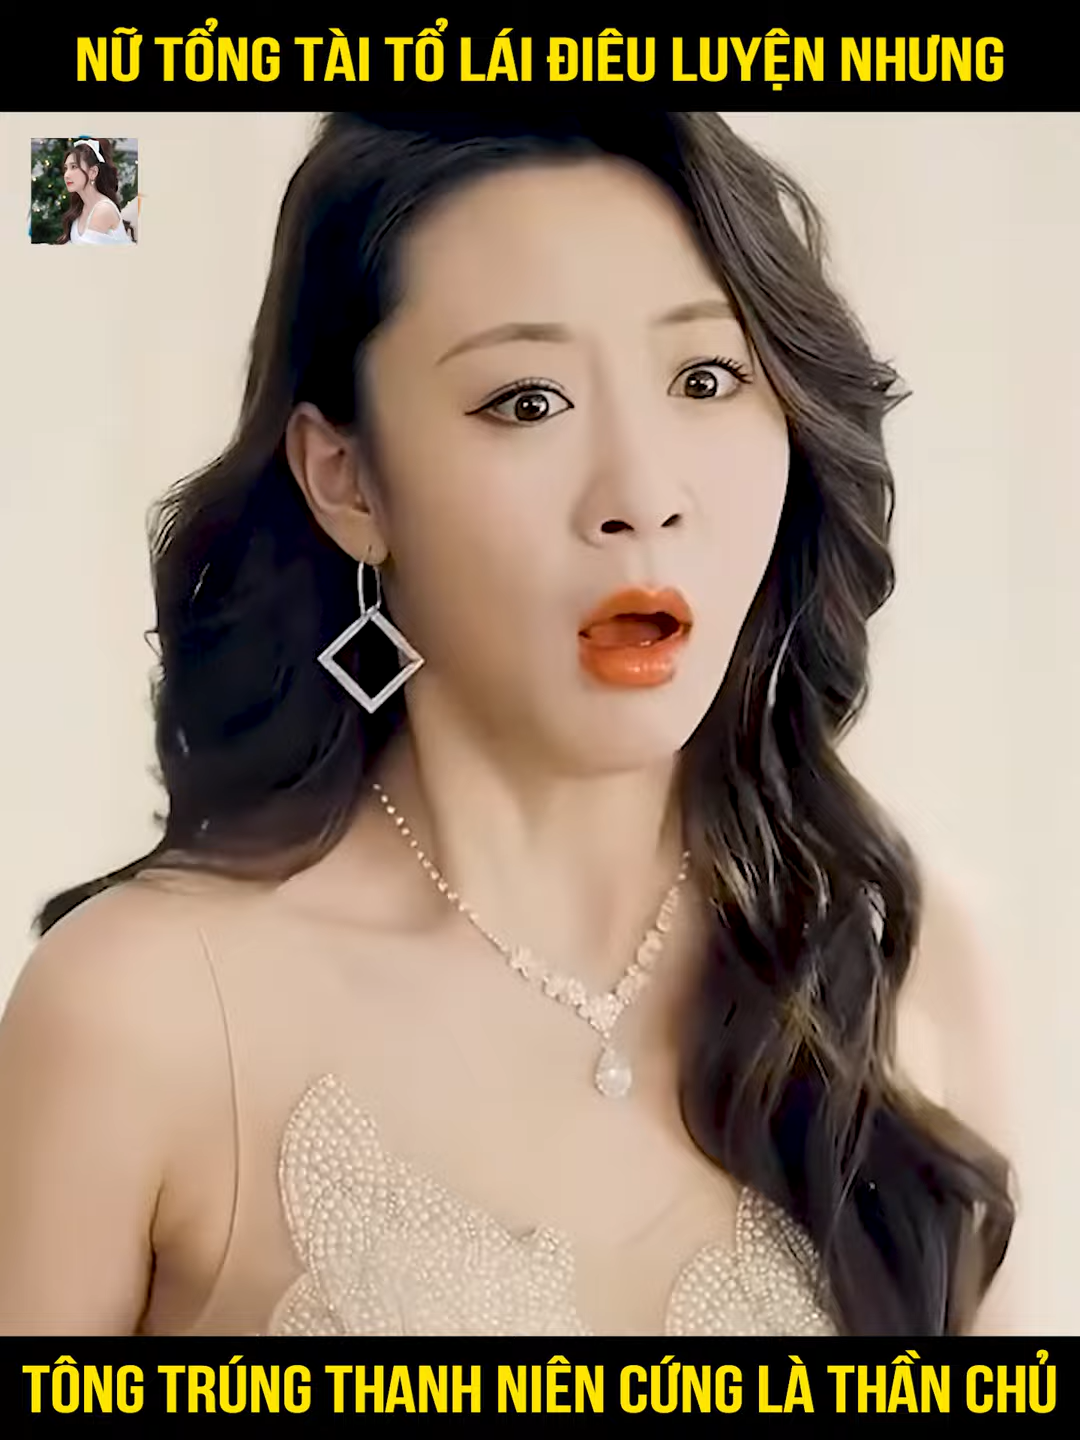 NỮ TỔNG TÀI TỔ LÁI ĐIÊU LUYỆN NHƯNG
TÔNG TRÚNG THANH NIÊN CỨNG LÀ THẦN CHỦ